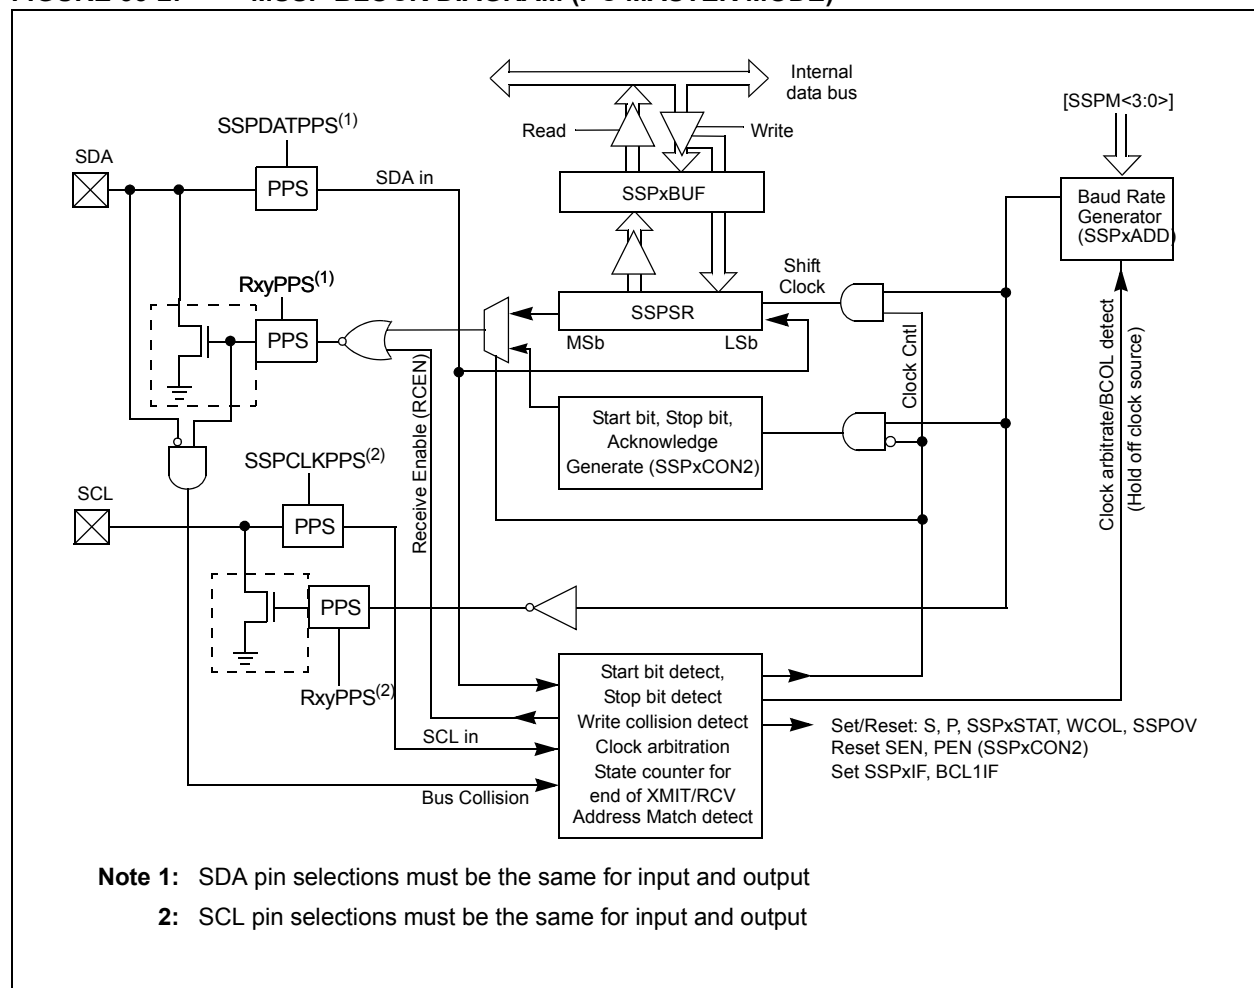 Internal
data bus
[SSPM<3:0>]
SSPDATPPS(1)
Read
Write
SDA
PPS
SDA in
SSPxBUF
Baud Rate
Generator
(SSPxADD)
Shift
Clock
RxyPPS(1)
SSPSR
PPS
MSb
LSb
Clock Cntl
Clock arbitrate/BCOL detect
(Hold off clock source)
Receive Enable (RCEN)
Start bit, Stop bit,
Acknowledge
Generate (SSPxCON2)
SSPCLKPPS(2)
SCL
PPS
PPS
RxyPPS(2)
Start bit detect,
Stop bit detect
Write collision detect
Clock arbitration
State counter for
end of XMIT/RCV
Address Match detect
SCL in
Bus Collision
Set/Reset: S, P, SSPxSTAT, WCOL, SSPOV
Reset SEN, PEN (SSPxCON2)
Set SSPxIF, BCL1IF
Note 1: SDA pin selections must be the same for input and output
2: SCL pin selections must be the same for input and output